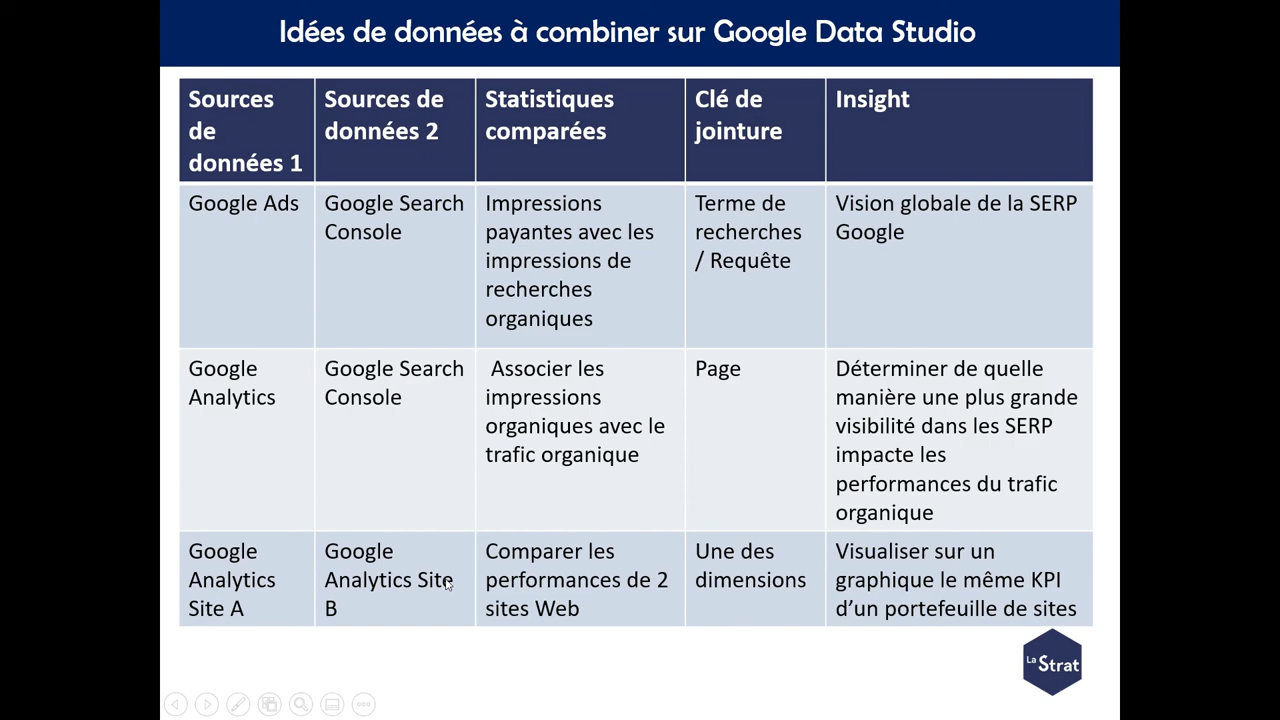 Idées de données à combiner sur Google Data Studio
Sources
de
données 1
Sources de
données 2
Statistiques
comparées
Clé de
jointure
Insight
Google Ads
Google Search
Console
Impressions
payantes avec les
impressions de
recherches
organiques
Terme de
recherches
/ Requête
Vision globale de la SERP
Google
Google
Analytics
Google Search
Console
Associer les
impressions
organiques avec le
trafic organique
Page
Déterminer de quelle
manière une plus grande
visibilité dans les SERP
impacte les
performances du trafic
organique
Google
Analytics
Site A
Google
Analytics Site
B
Comparer les
performances de 2
sites Web
Une des
dimensions
Visualiser sur un
graphique le même KPI
d’un portefeuille de sites
La Strat